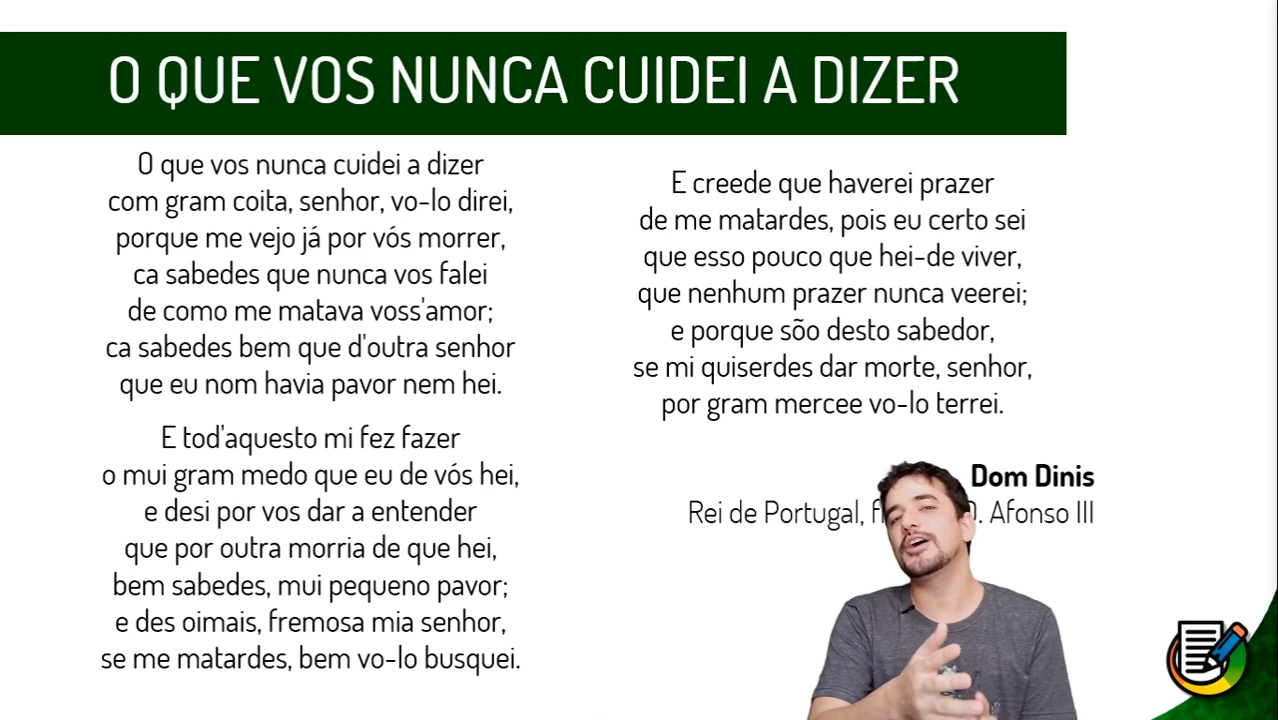 O QUE VOS NUNCA CUIDEI A DIZER
O que vos nunca cuidei a dizer
com gram coita, senhor, vo-lo direi,
porque me vejo já por vós morrer,
ca sabedes que nunca vos falei
de como me matava voss'amor;
ca sabedes bem que d'outra senhor
que eu nom havia pavor nem hei.
E tod'aquesto mi fez fazer
o mui gram medo que eu de vós hei,
e desi por vos dar a entender
que por outra morria de que hei,
bem sabedes, mui pequeno pavor;
e des oimais, fremosa mia senhor,
se me matardes, bem vo-lo busquei.
E creede que haverei prazer
de me matardes, pois eu certo sei
que esso pouco que hei-de viver,
que nenhum prazer nunca veerei;
e porque sõo desto sabedor,
se mi quiserdes dar morte, senhor,
por gram mercee vo-lo terrei.
Dom Dinis
Rei de Portugal, Afonso III